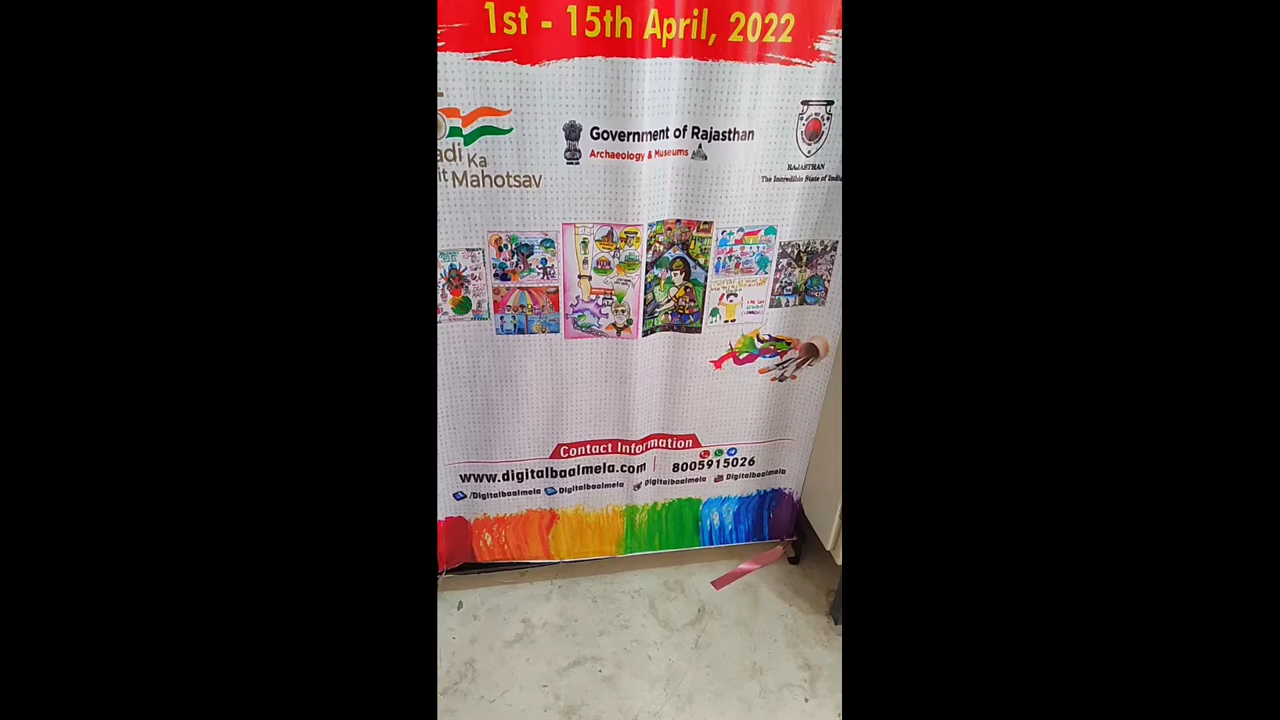 1st - 15th April, 2022
adi Ka
it Mahotsav
Government of Rajasthan
Archaeology & Museums
RAJASTHAN
The Incredible State of Indi
Contact Information
www.digitalbaalmela.com
8005915026
/Digitalbaalmela
Digitalbaalmela
Digitalbaalmela
Digitalbaalmela